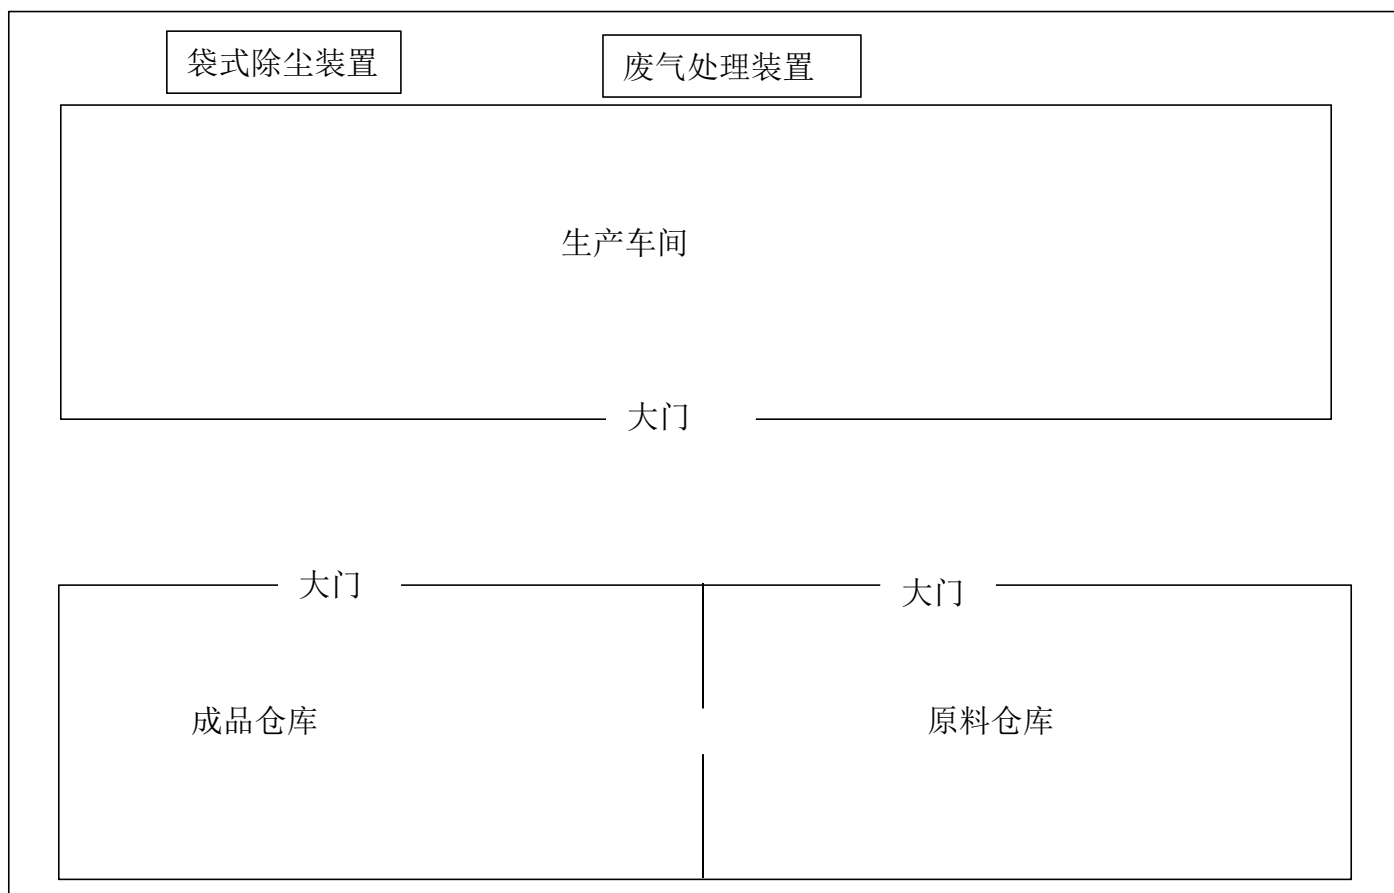 袋式除尘装置
废气处理装置
生产车间
大门
大门
大门
成品仓库
原料仓库